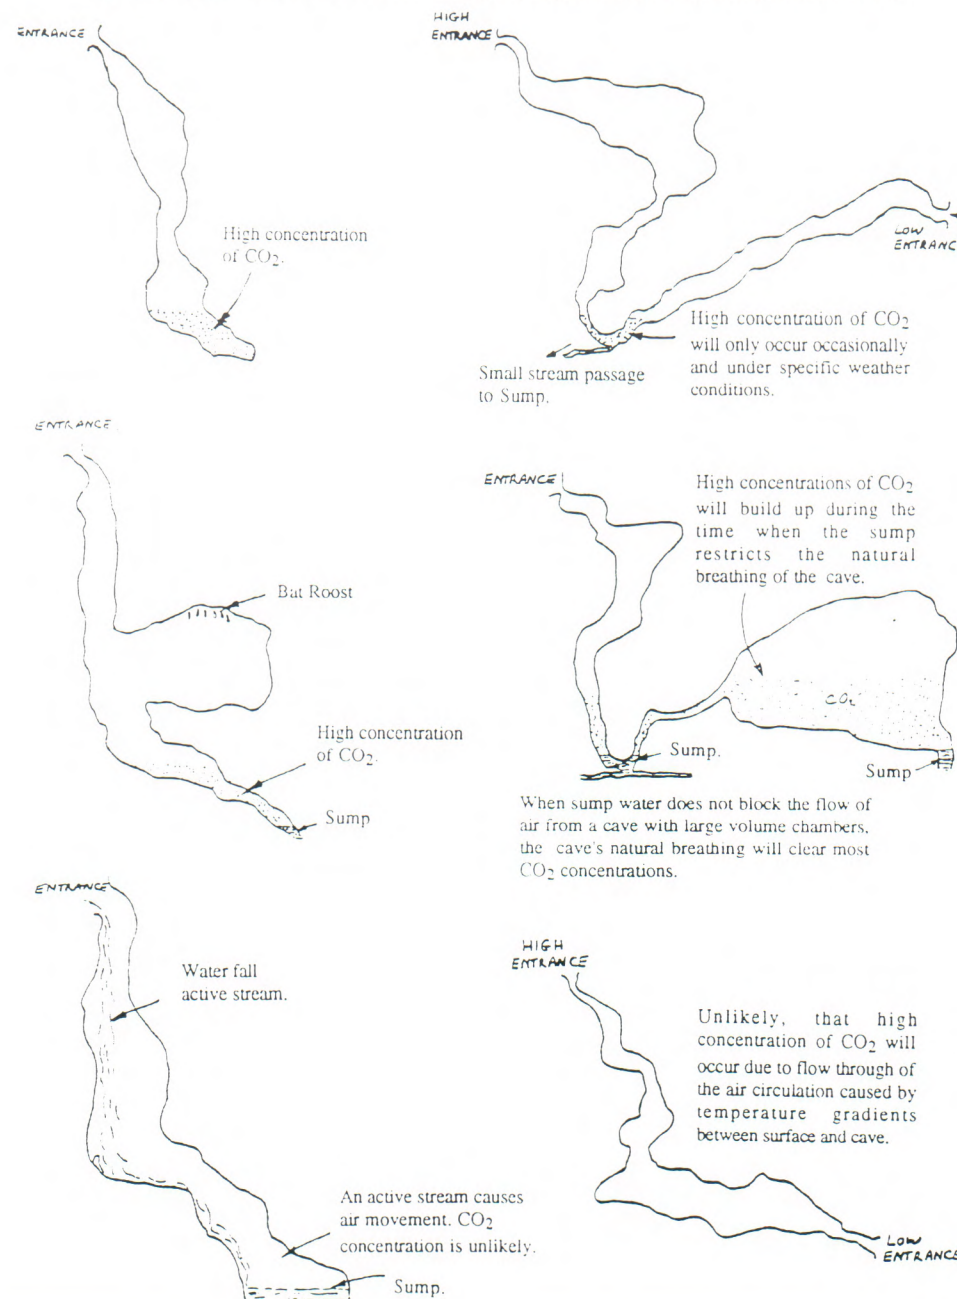 ENTRANCE
High concentration
of CO2.
HIGH
ENTRANCE
LOW
ENTRANC
High concentration of CO2
will only occur occasionally
and under specific weather
conditions.
Small stream passage
to Sump.
ENTRANCE
Bat Roost
High concentration
of CO2.
Sump
ENTRANCE
High concentrations of CO2
will build up during the
time when the sump
restricts the natural
breathing of the cave.
CO2
Sump.
Sump
When sump water does not block the flow of
air from a cave with large volume chambers,
the cave's natural breathing will clear most
CO2 concentrations.
ENTRANCE
Water fall
active stream.
An active stream causes
air movement. CO2
concentration is unlikely.
Sump.
HIGH
ENTRANCE
Unlikely, that high
concentration of CO2 will
occur due to flow through of
the air circulation caused by
temperature gradients
between surface and cave.
LOW
ENTRANCE